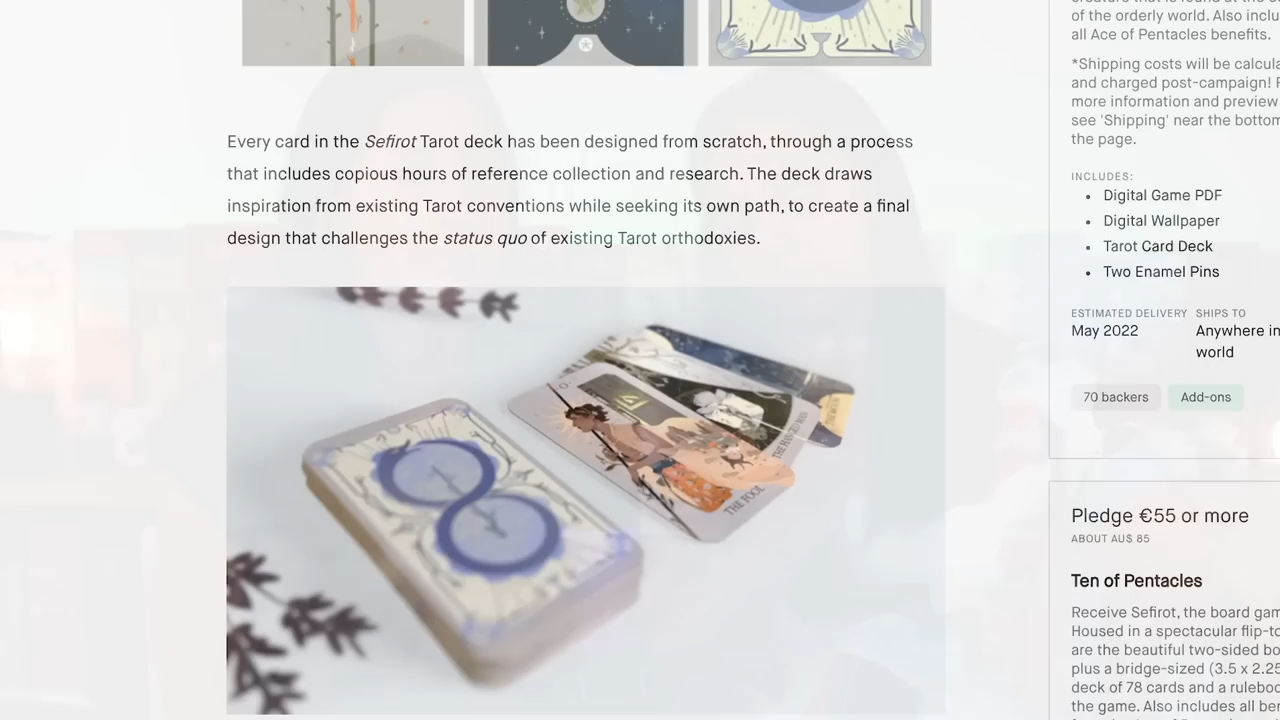 Every card in the Sefirot Tarot deck has been designed from scratch, through a process
that includes copious hours of reference collection and research. The deck draws
inspiration from existing Tarot conventions while seeking its own path, to create a final
design that challenges the status quo of existing Tarot orthodoxies.
THE FOOL
THE HANGED MAN
of the orderly world. Also inclu
all Ace of Pentacles benefits.
*Shipping costs will be calcula
and charged post-campaign! F
more information and preview
see 'Shipping' near the bottom
the page.
INCLUDES:
• Digital Game PDF
• Digital Wallpaper
• Tarot Card Deck
• Two Enamel Pins
ESTIMATED DELIVERY SHIPS TO
May 2022 Anywhere in
world
70 backers Add-ons
Pledge €55 or more
ABOUT AU$ 85
Ten of Pentacles
Receive Sefirot, the board gam
Housed in a spectacular flip-to
are the beautiful two-sided bo
plus a bridge-sized (3.5 x 2.25
deck of 78 cards and a ruleboo
the game. Also includes all ben